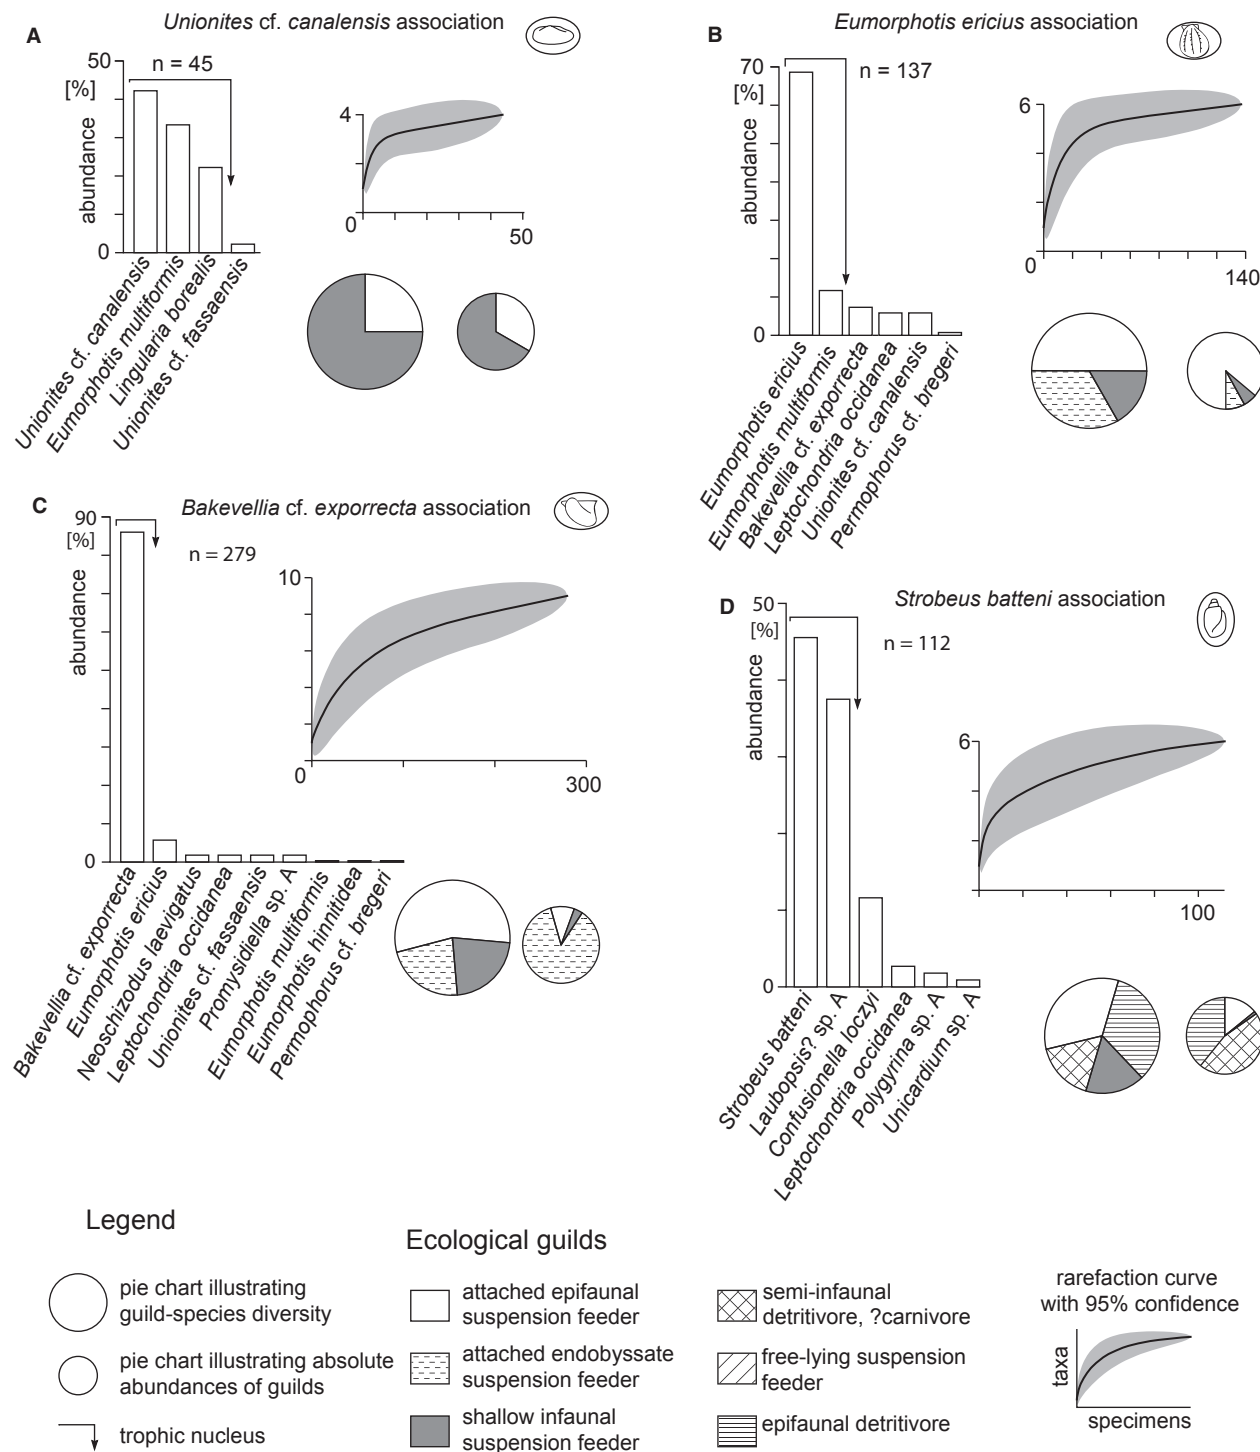 A
Unionites cf. canalensis association
50
[%]
abundance
0
n = 45
Unionites cf. canalensis
Eumorphotis multiformis
Lingularia borealis
Unionites cf. fassaensis
4
0
50
B
Eumorphotis ericius association
70
[%]
abundance
0
n = 137
Eumorphotis ericius
Eumorphotis multiformis
Bakevellia cf. exporrecta
Leptochondria occidanea
Unionites cf. canalensis
Permophorus cf. bregeri
6
0
140
C
Bakevellia cf. exporrecta association
90
[%]
abundance
0
n = 279
Bakevellia cf. exporrecta
Eumorphotis ericius
Neoschizodus laevigatus
Leptochondria occidanea
Unionites cf. fassaensis
Promysidiella sp. A
Eumorphotis multiformis
Eumorphotis hinnitidea
Permophorus cf. bregeri
10
0
300
D
Strobeus batteni association
50
[%]
abundance
0
n = 112
Strobeus batteni
Laubopsis? sp. A
Confusionella loczyi
Leptochondria occidanea
Polygyrina sp. A
Unicardium sp. A
6
100
Legend
pie chart illustrating
guild-species diversity
pie chart illustrating absolute
abundances of guilds
trophic nucleus
Ecological guilds
attached epifaunal
suspension feeder
attached endobyssate
suspension feeder
shallow infaunal
suspension feeder
semi-infaunal
detritivore, ?carnivore
free-lying suspension
feeder
epifaunal detritivore
rarefaction curve
with 95% confidence
taxa
specimens